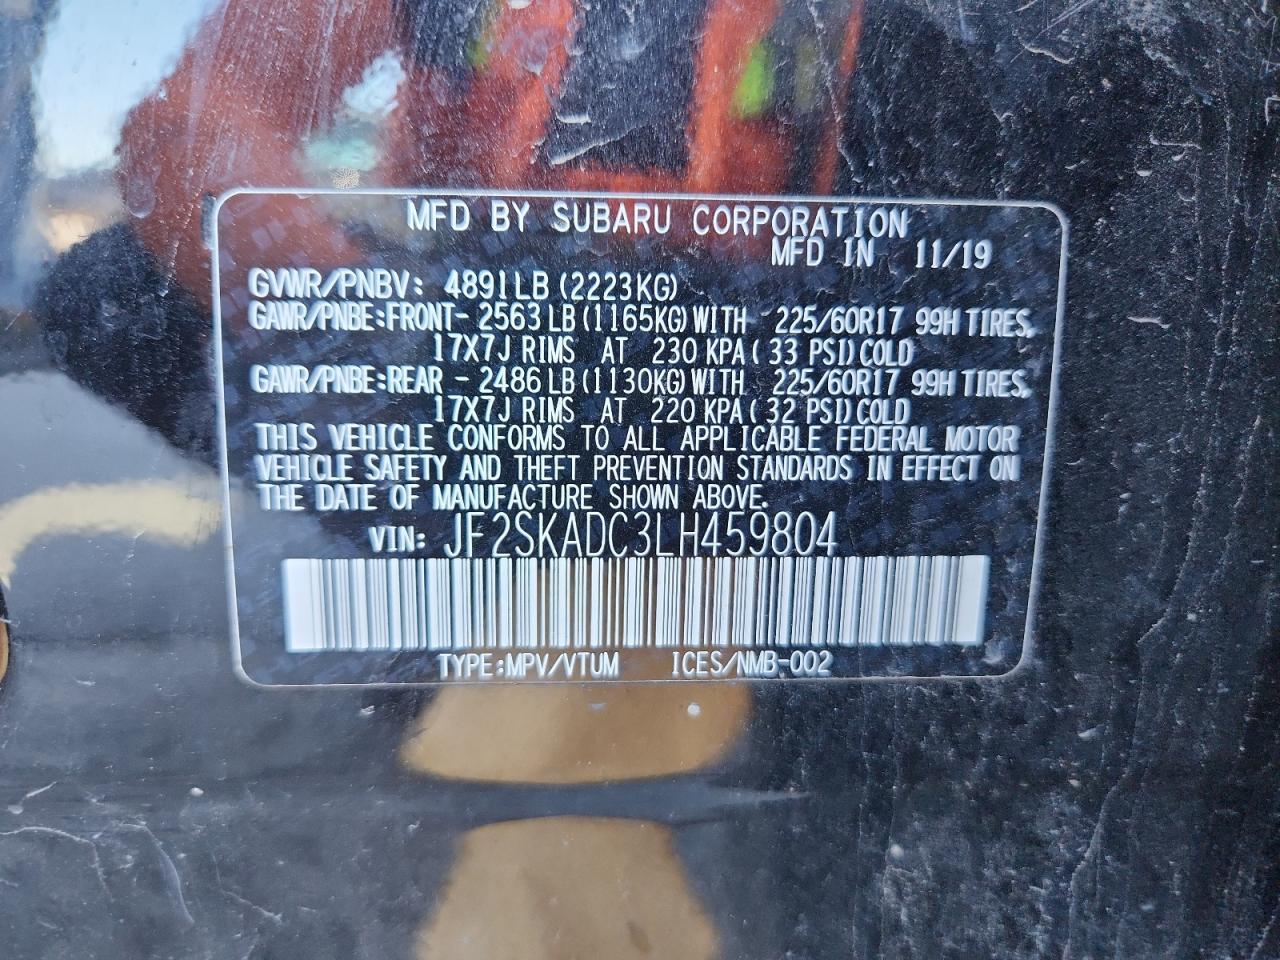 MFD BY SUBARU CORPORATION
MFD IN 11/19
GVWR/PNBV: 4891LB (2223KG)
GAWR/PNBE:FRONT- 2563LB(1165KG)WITH 225/60R17 99H TIRES,
17X7J RIMS AT 230 KPA( 33 PSI)COLD
GAWR/PNBE:REAR - 2486LB(1130KG)WITH 225/60R17 99H TIRES,
17X7J RIMS AT 220 KPA( 32 PSI)COLD
THIS VEHICLE CONFORMS TO ALL APPLICABLE FEDERAL MOTOR
VEHICLE SAFETY AND THEFT PREVENTION STANDARDS IN EFFECT ON
THE DATE OF MANUFACTURE SHOWN ABOVE.
VIN: JF2SKADC3LH459804
TYPE:MPV/VTUM ICES/NMB-002